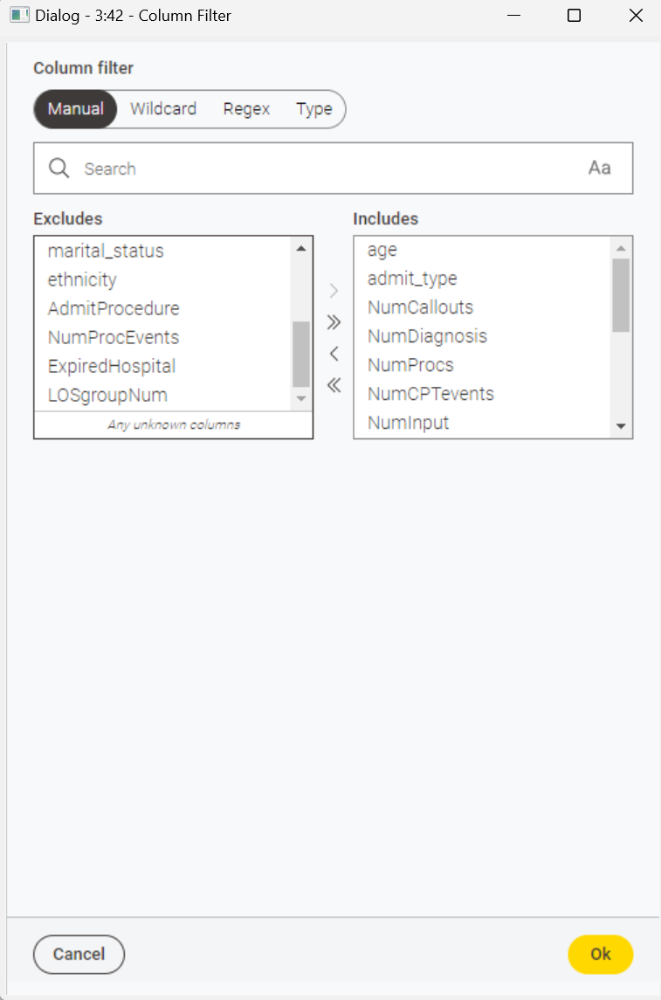 Dialog - 3:42 - Column Filter
Column filter
Manual Wildcard Regex Type
Search Aa
Excludes
marital_status
ethnicity
AdmitProcedure
NumProcEvents
ExpiredHospital
LOSgroupNum
Any unknown columns
Includes
age
admit_type
NumCallouts
NumDiagnosis
NumProcs
NumCPTevents
NumInput
Cancel Ok